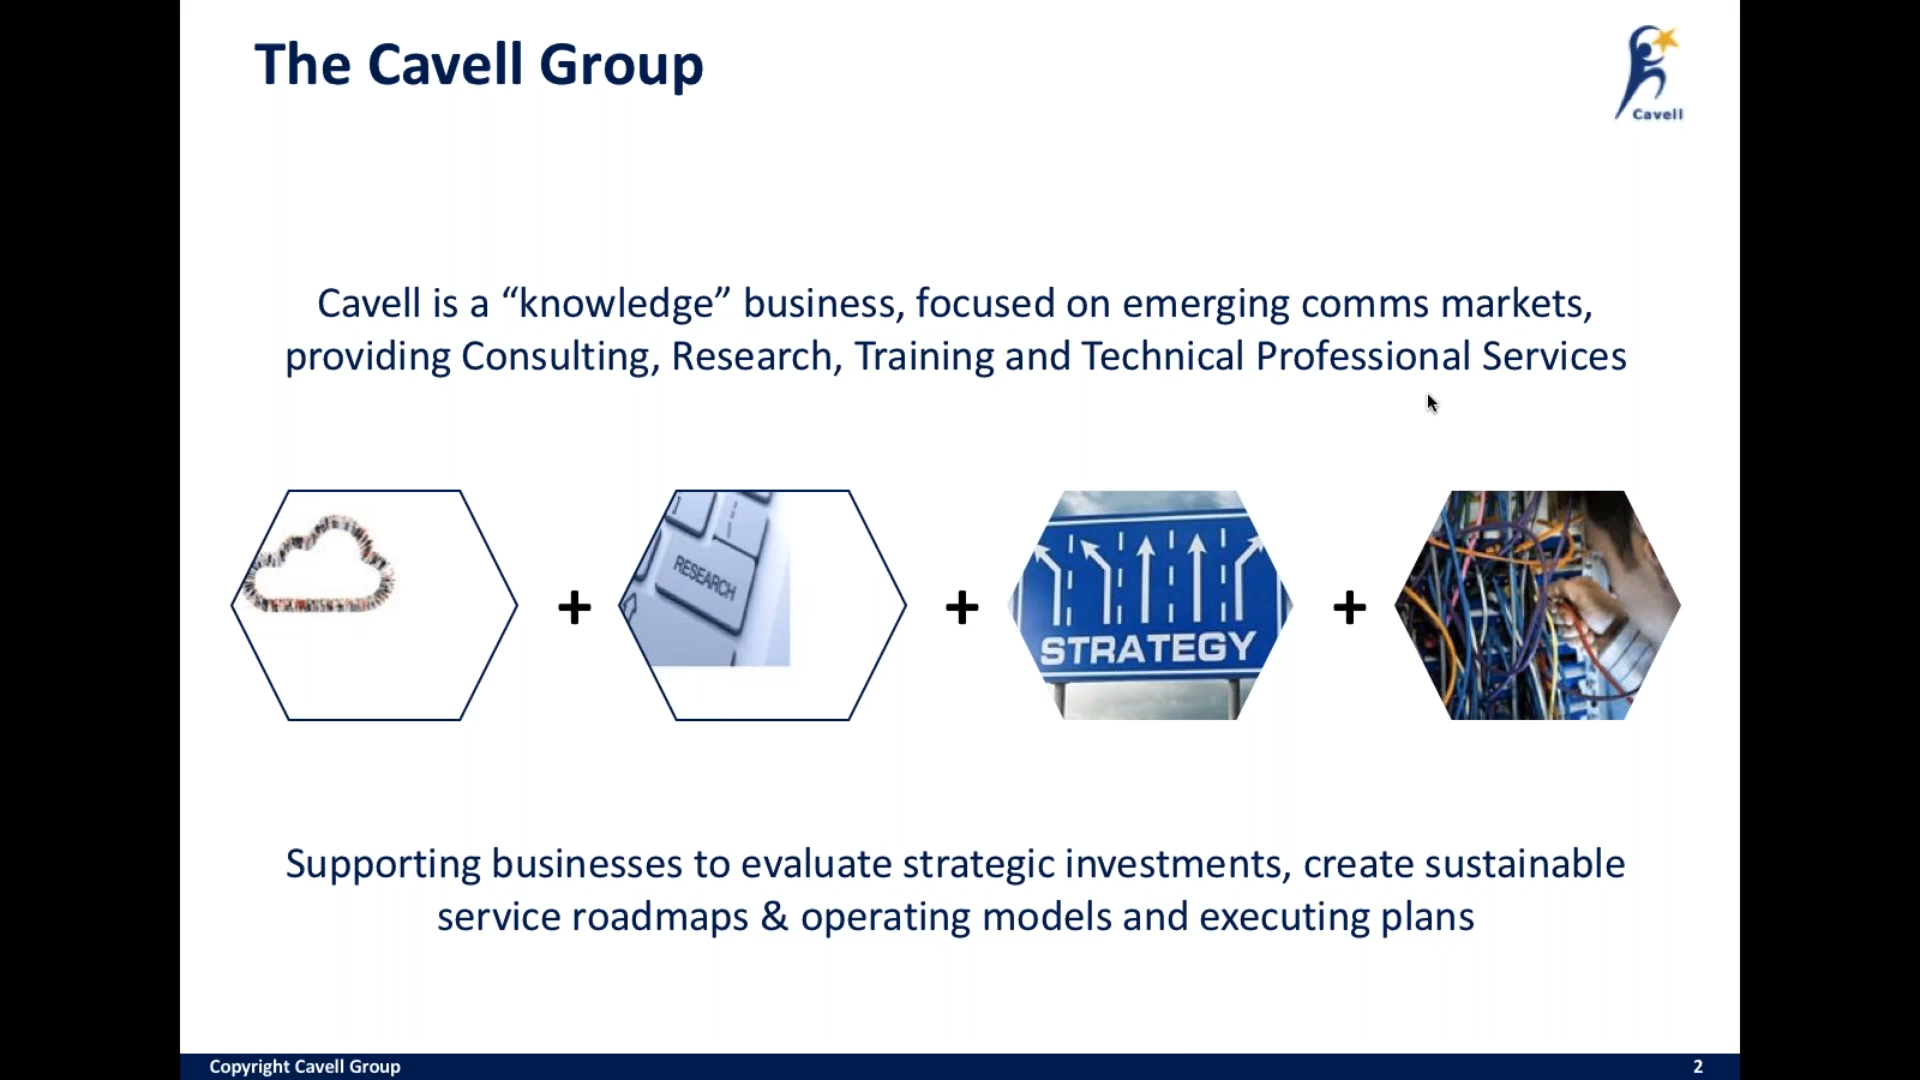 The Cavell Group
Cavell
Cavell is a “knowledge” business, focused on emerging comms markets,
providing Consulting, Research, Training and Technical Professional Services
RESEARCH
+
+
+
STRATEGY
Supporting businesses to evaluate strategic investments, create sustainable
service roadmaps & operating models and executing plans
Copyright Cavell Group
2